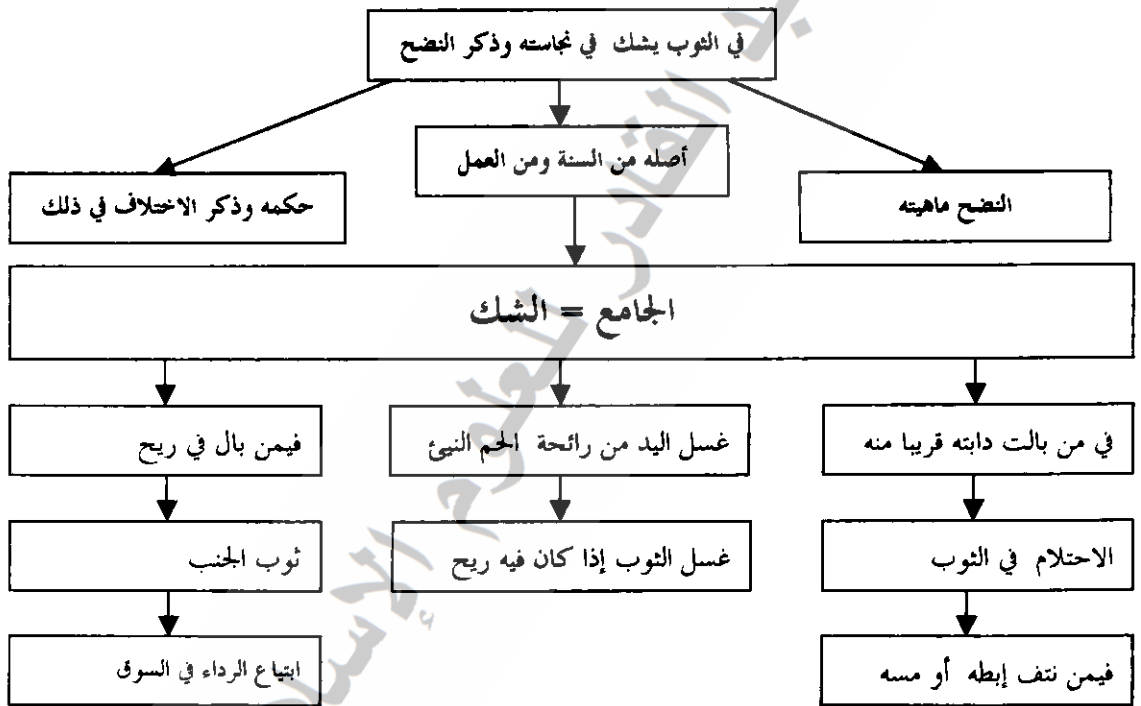 في الثوب يشك في نجاسته وذكر النضح
أصله من السنة ومن العمل
النضح ماهيته
حكمه وذكر الاختلاف في ذلك
الجامع = الشك
في من بالت دابته قريبا منه
غسل اليد من رائحة الحم النيئ
فيمن بال في ريح
الاحتلام في الثوب
غسل الثوب إذا كان فيه ريح
ثوب الجنب
فيمن نتف إبطه أو مسه
ابتياع الرداء في السوق
القادر للعلوم